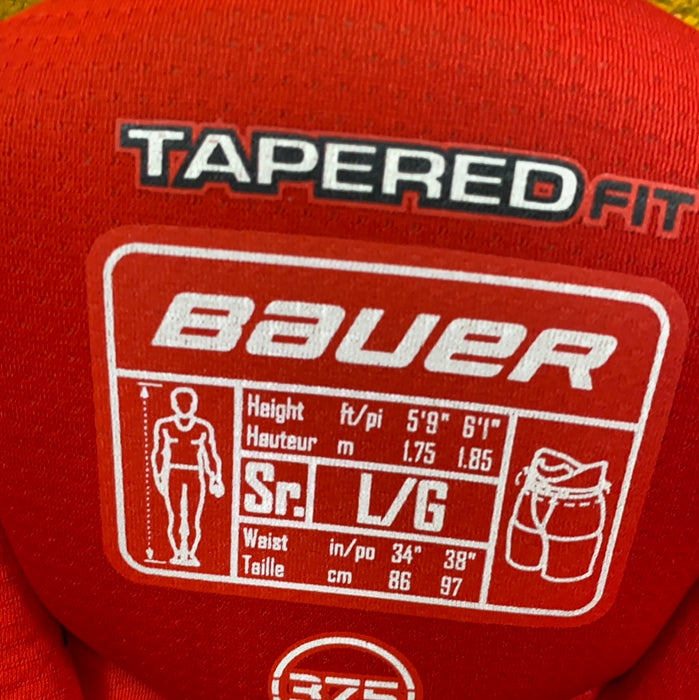 TAPERED FIT
BAUER
Height ft/pi 5'9" 6'1"
Hauteur m 1.75 1.85
Sr. L/G
Waist in/po 34" 38"
Taille cm 86 97
375